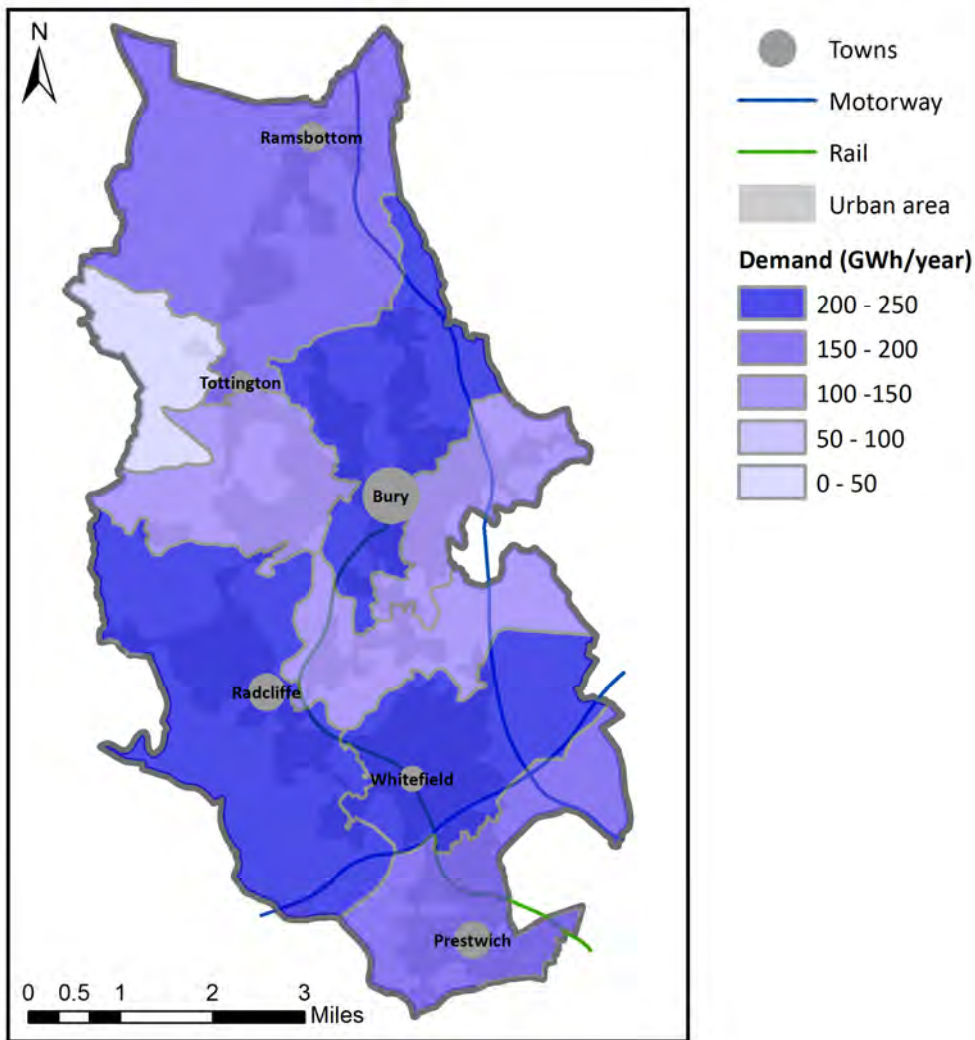 N
Ramsbottom
Tottington
Bury
Radcliffe
Whitefield
Prestwich
0 0.5 1 2 3
Miles
Towns
Motorway
Rail
Urban area
Demand (GWh/year)
200 - 250
150 - 200
100 -150
50 - 100
0 - 50